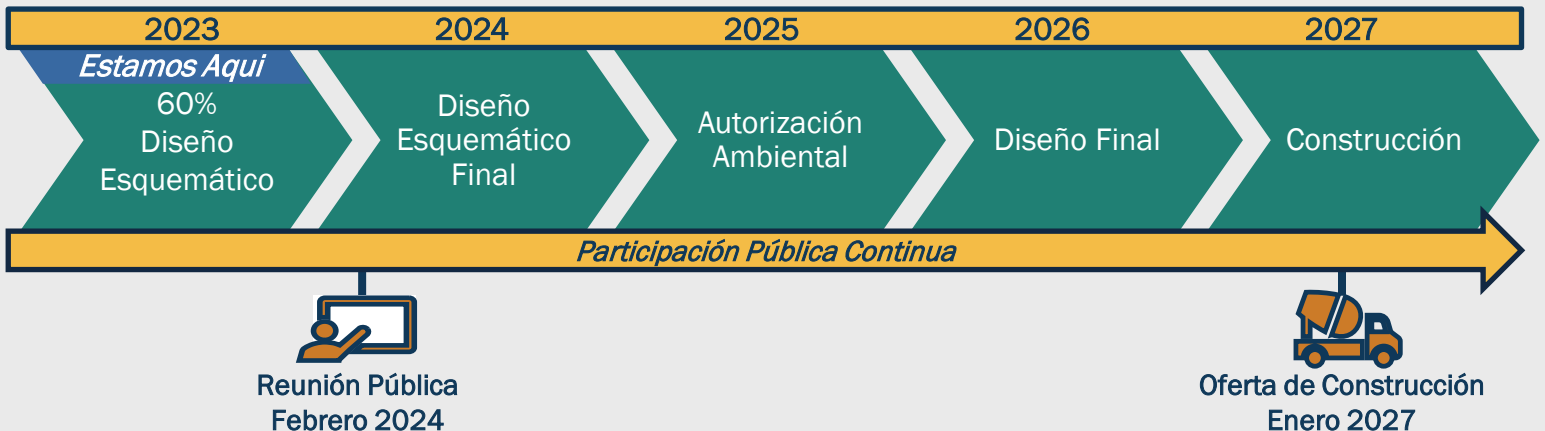 2023
2024
2025
2026
2027
Estamos Aqui
60%
Diseño
Esquemático
Diseño
Esquemático
Final
Autorización
Ambiental
Diseño Final
Construcción
Participación Pública Continua
Reunión Pública
Febrero 2024
Oferta de Construcción
Enero 2027